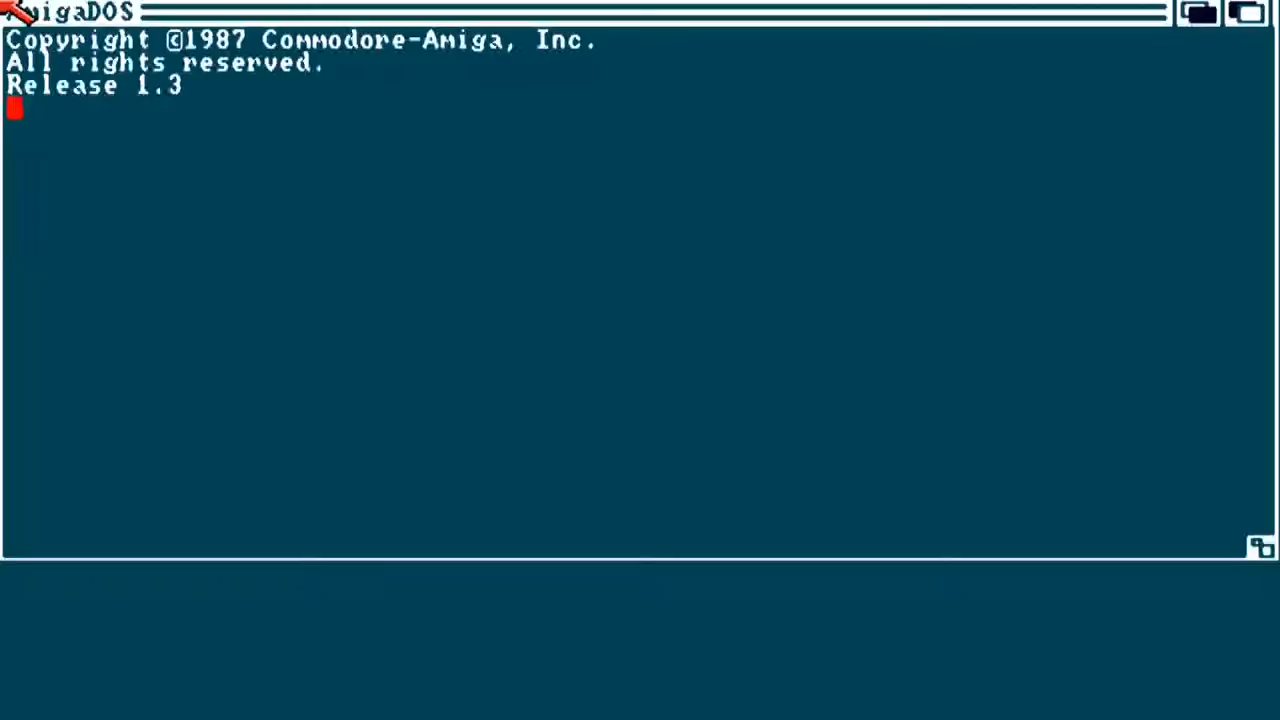 AmigaDOS
Copyright ©1987 Commodore-Amiga, Inc.
All rights reserved.
Release 1.3